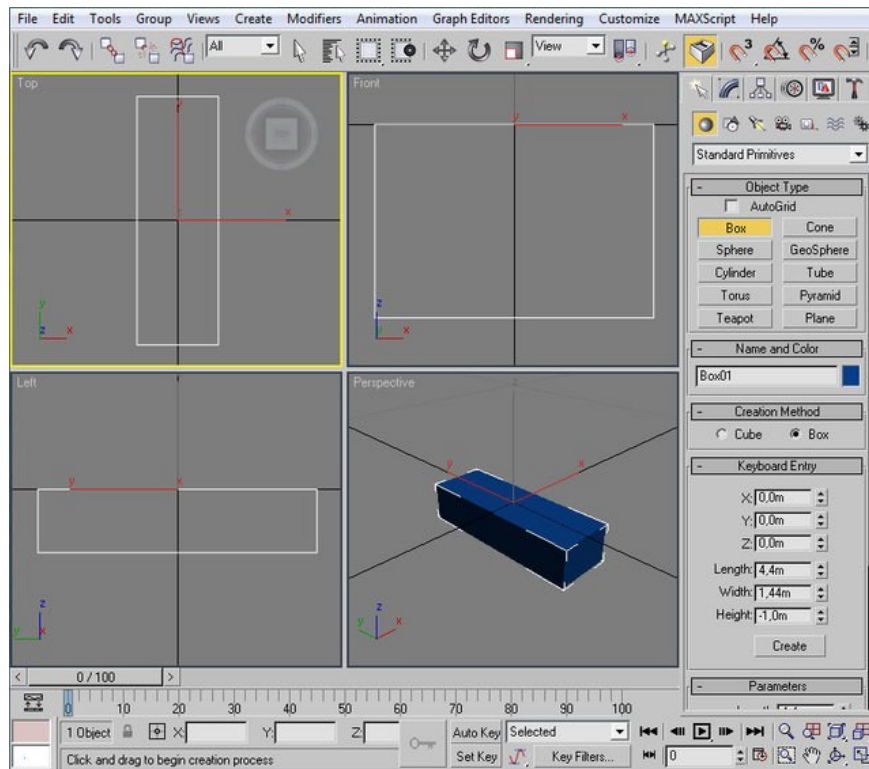 File Edit Tools Group Views Create Modifiers Animation Graph Editors Rendering Customize MAXScript Help
All
View
3
%
Top
y
x
y
z x
Front
y x
z
x
Standard Primitives
- Object Type
AutoGrid
Box Cone
Sphere GeoSphere
Cylinder Tube
Torus Pyramid
Teapot Plane
- Name and Color
Box01
- Creation Method
Cube Box
- Keyboard Entry
X: 0,0m
Y: 0,0m
Z: 0,0m
Length: 4,4m
Width: 1,44m
Height: -1,0m
Create
- Parameters
Left
y x
z
y x
Perspective
z
y x
z
y x
< 0 / 100 >
0 10 20 30 40 50 60 70 80 90 100
1 Object X: Y: Z: Auto Key Selected
Click and drag to begin creation process Set Key Key Filters... 0